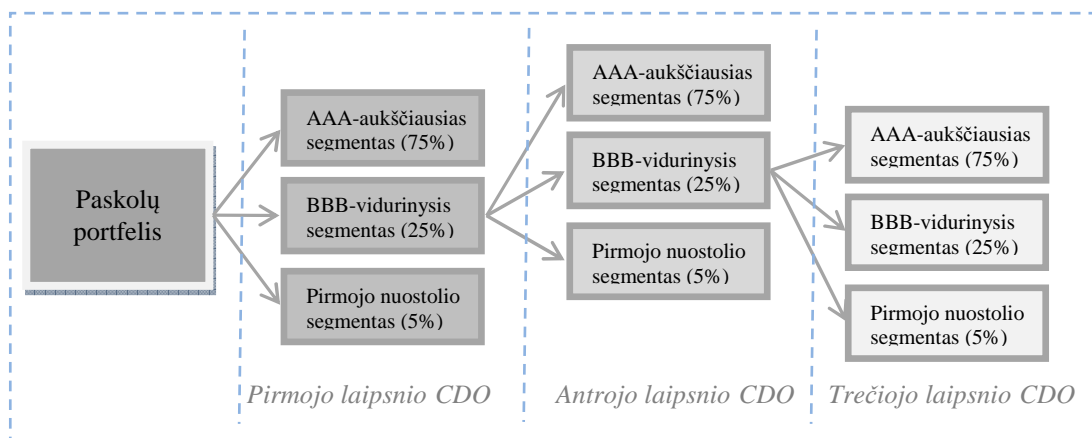 Paskolų
portfelis
AAA-aukščiausias
segmentas (75%)
BBB-vidurinysis
segmentas (25%)
Pirmojo nuostolio
segmentas (5%)
Pirmojo laipsnio CDO
AAA-aukščiausias
segmentas (75%)
BBB-vidurinysis
segmentas (25%)
Pirmojo nuostolio
segmentas (5%)
Antrojo laipsnio CDO
AAA-aukščiausias
segmentas (75%)
BBB-vidurinysis
segmentas (25%)
Pirmojo nuostolio
segmentas (5%)
Trečiojo laipsnio CDO